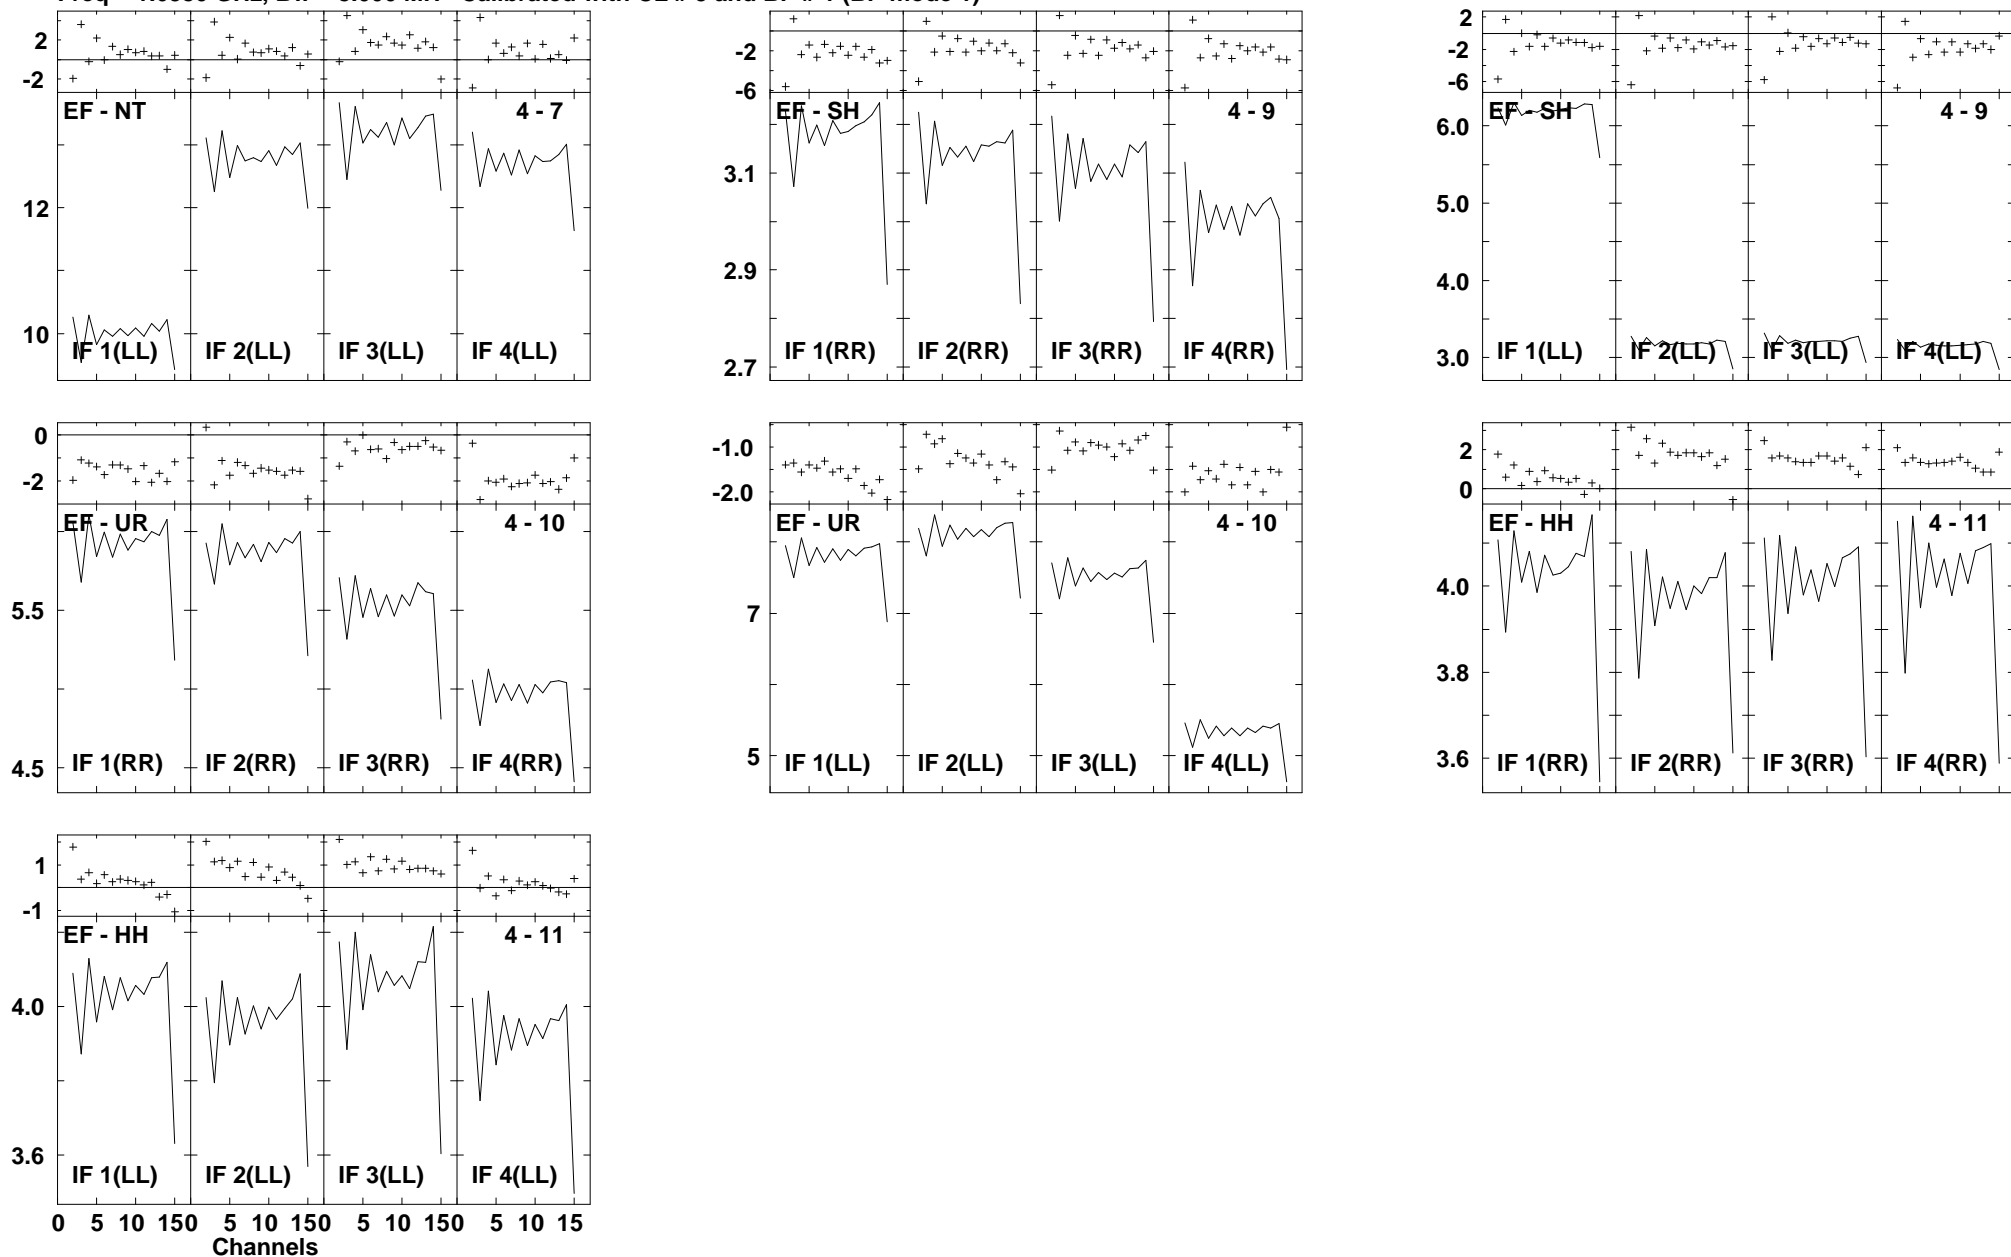 2
-2
EF - NT
4 - 7
12
10
IF 1(LL)
IF 2(LL)
IF 3(LL)
IF 4(LL)
-2
-6
EF - SH
4 - 9
3.1
2.9
2.7
IF 1(RR)
IF 2(RR)
IF 3(RR)
IF 4(RR)
2
-2
-6
EF - SH
4 - 9
6.0
5.0
4.0
3.0
IF 1(LL)
IF 2(LL)
IF 3(LL)
IF 4(LL)
0
-2
EF - UR
4 - 10
5.5
4.5
IF 1(RR)
IF 2(RR)
IF 3(RR)
IF 4(RR)
-1.0
-2.0
EF - UR
4 - 10
7
5
IF 1(LL)
IF 2(LL)
IF 3(LL)
IF 4(LL)
2
0
EF - HH
4 - 11
4.0
3.8
3.6
IF 1(RR)
IF 2(RR)
IF 3(RR)
IF 4(RR)
1
-1
EF - HH
4 - 11
4.0
3.6
IF 1(LL)
IF 2(LL)
IF 3(LL)
IF 4(LL)
0 5 10 150 5 10 150 5 10 150 5 10 15
Channels